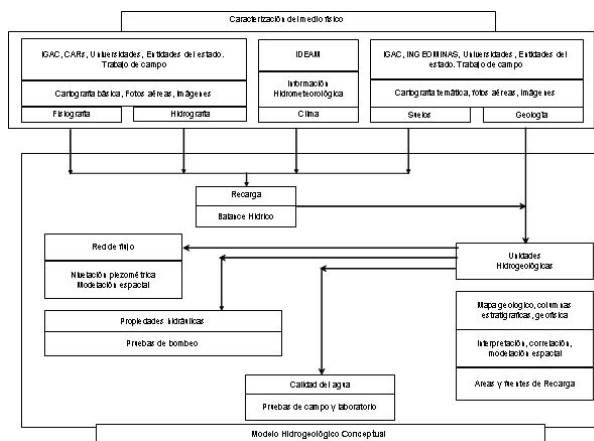 Caracterización del medio físico
IGAC, CARs, Universidades, Entidades del estado.
Trabajo de campo
Cartografía básica, Fotos aéreas, Imágenes
Fisiografía
Hidrografía
IDEAM
Información
Hidrometeorológica
Clima
IGAC, INGEOMINAS, Universidades, Entidades del
estado. Trabajo de campo
Cartografía temática, fotos aéreas, Imágenes
Suelos
Geología
Recarga
Balance Hídrico
Red de flujo
Nivelación piezométrica
Modelación espacial
Unidades
Hidrogeológicas
Propiedades hidráulicas
Pruebas de bombeo
Mapa geologico, columnas
estratigraficas, geofísica
Interpretación, correlación,
modelación espacial
Areas y fuentes de Recarga
Calidad del agua
Pruebas de campo y laboratorio
Modelo Hidrogeológico Conceptual